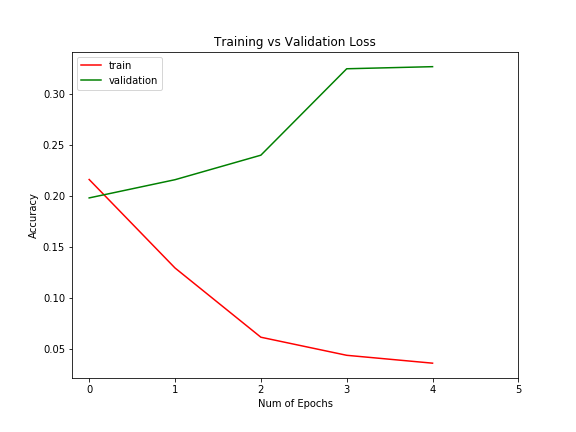 Training vs Validation Loss
train
validation
0.30
0.25
0.20
0.15
0.10
0.05
Accuracy
0 1 2 3 4 5
Num of Epochs